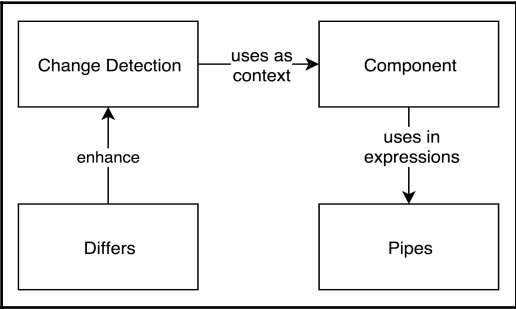 Change Detection
uses as
context
Component
enhance
uses in
expressions
Differs
Pipes